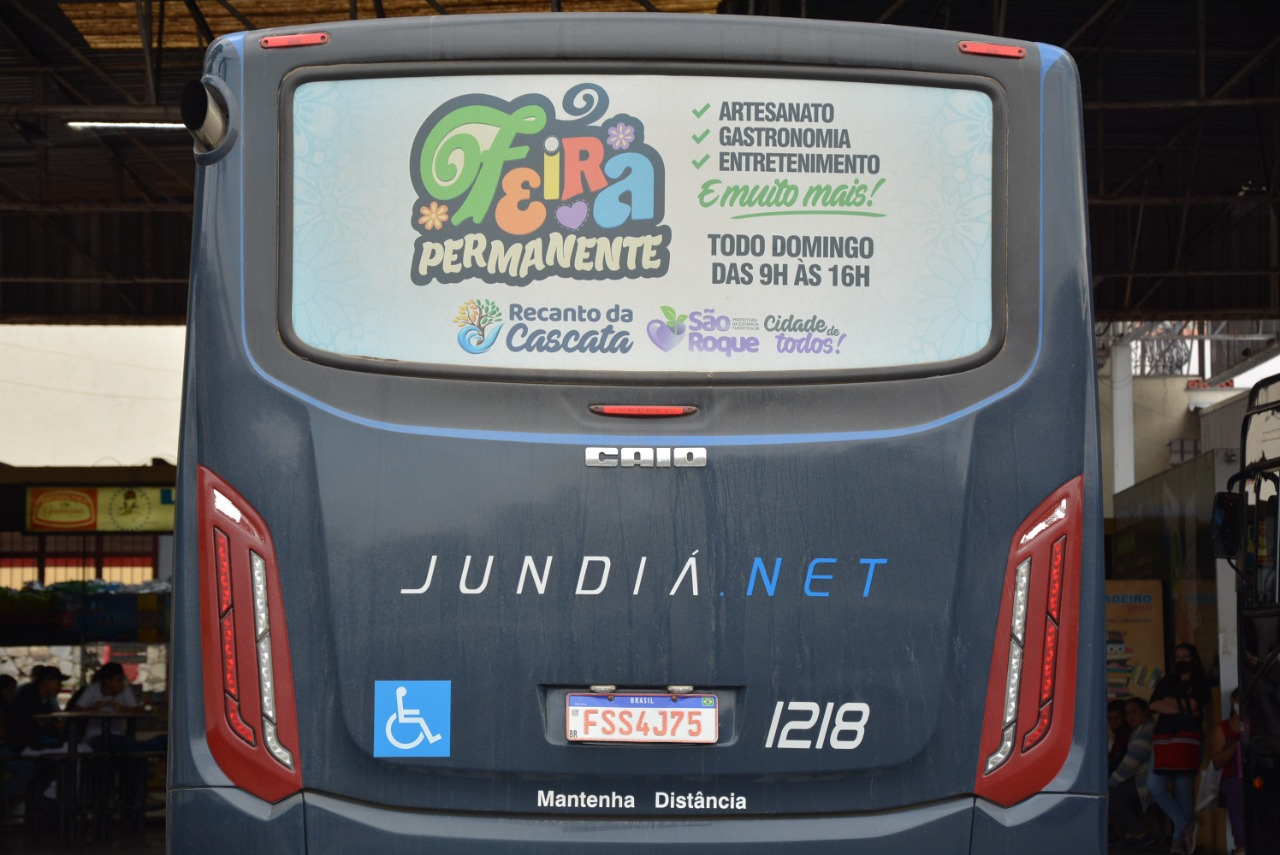 Feira
PERMANENTE
ARTESANATO
GASTRONOMIA
ENTRETENIMENTO
E muito mais!
TODO DOMINGO
DAS 9H ÀS 16H
Recanto da
Cascata
São
Roque
Cidade de
todos!
CAIO
JUNDIÁ.NET
BRASIL
BR
FSS4J75
1218
Mantenha Distância